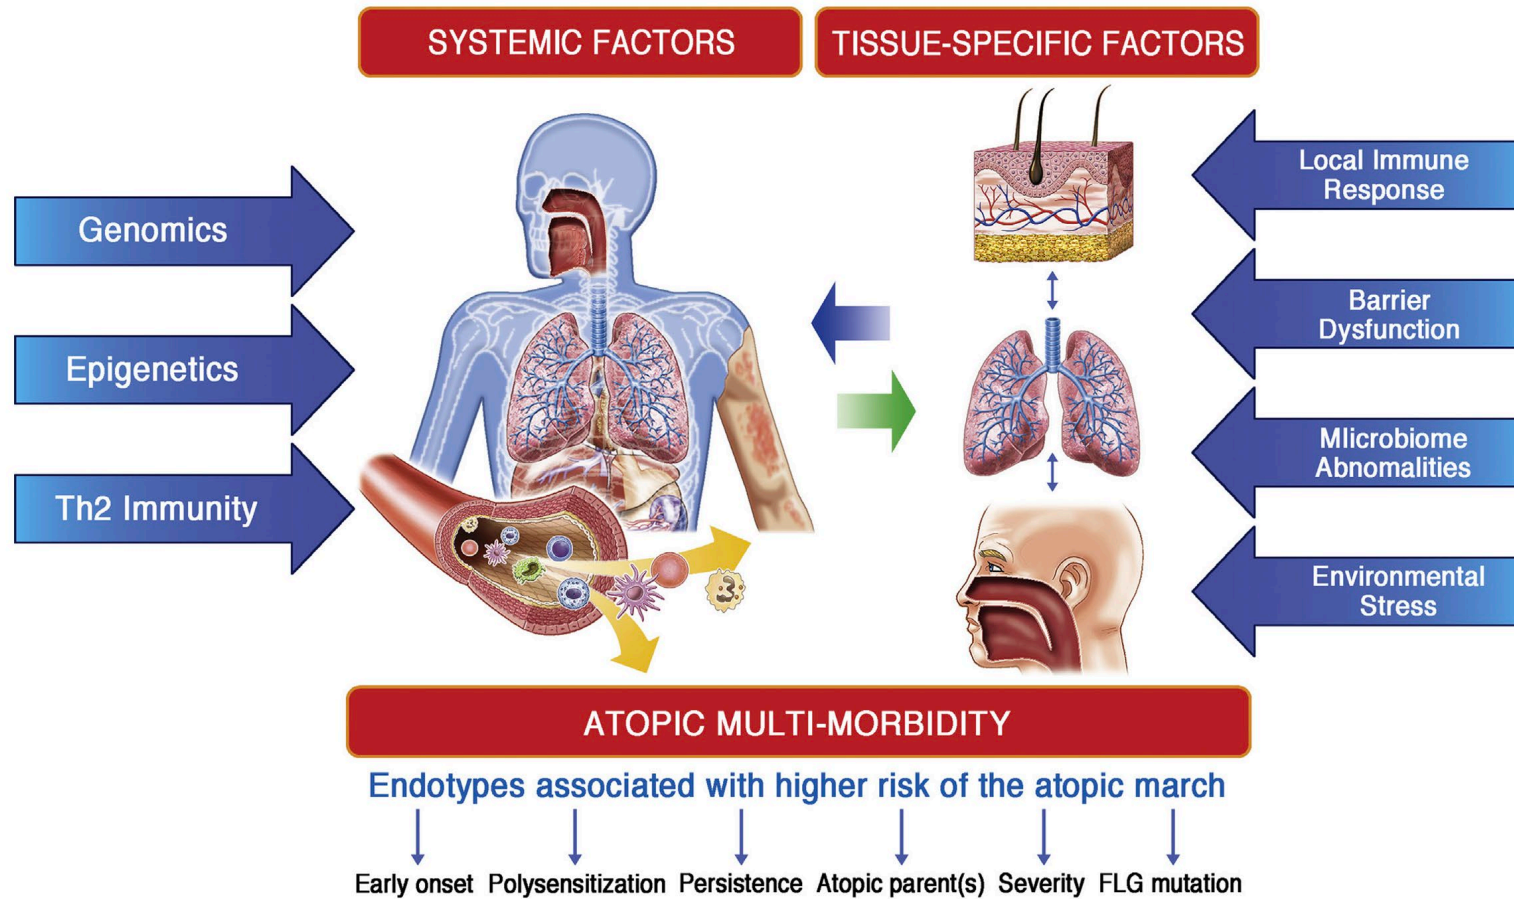 SYSTEMIC FACTORS
TISSUE-SPECIFIC FACTORS
Genomics
Epigenetics
Th2 Immunity
Local Immune
Response
Barrier
Dysfunction
MIicrobiome
Abnomalities
Environmental
Stress
ATOPIC MULTI-MORBIDITY
Endotypes associated with higher risk of the atopic march
Early onset Polysensitization Persistence Atopic parent(s) Severity FLG mutation